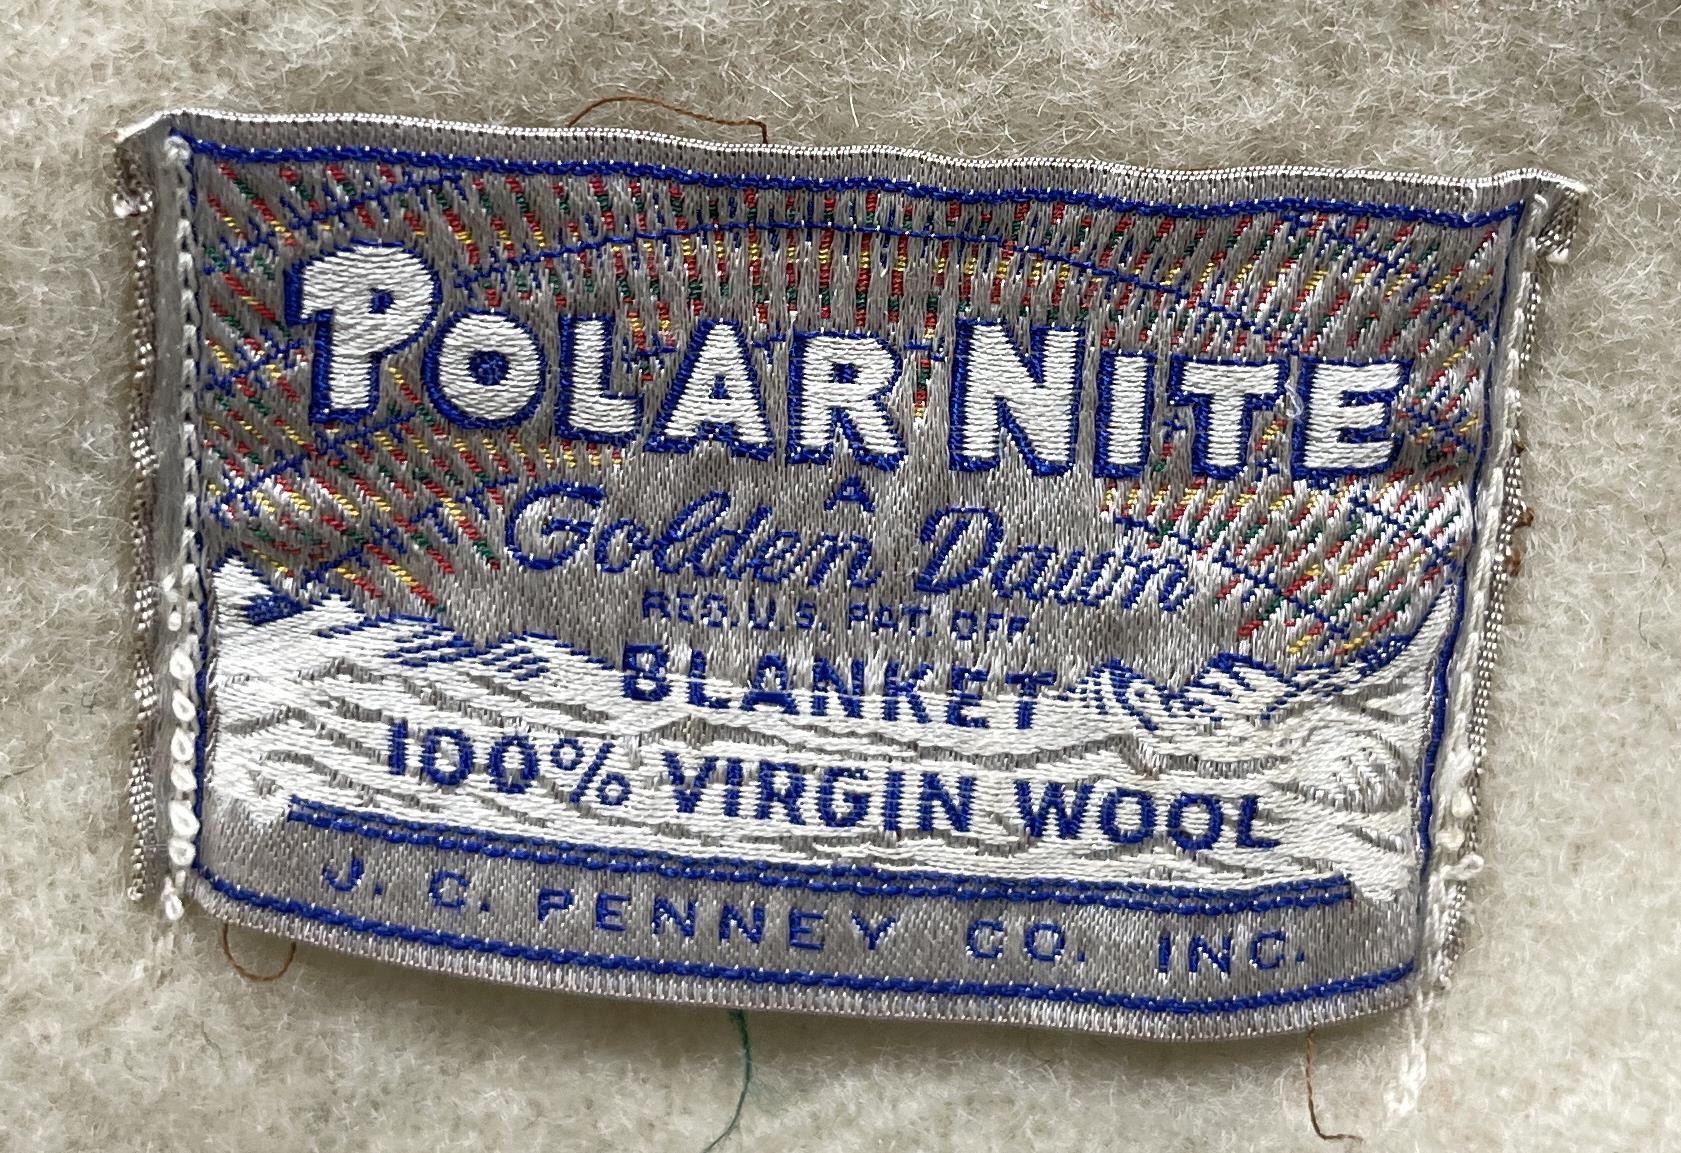 POLAR NITE
A
Golden Dawn
REG. U.S. PAT. OFF.
BLANKET
100% VIRGIN WOOL
J. C. PENNEY CO. INC.